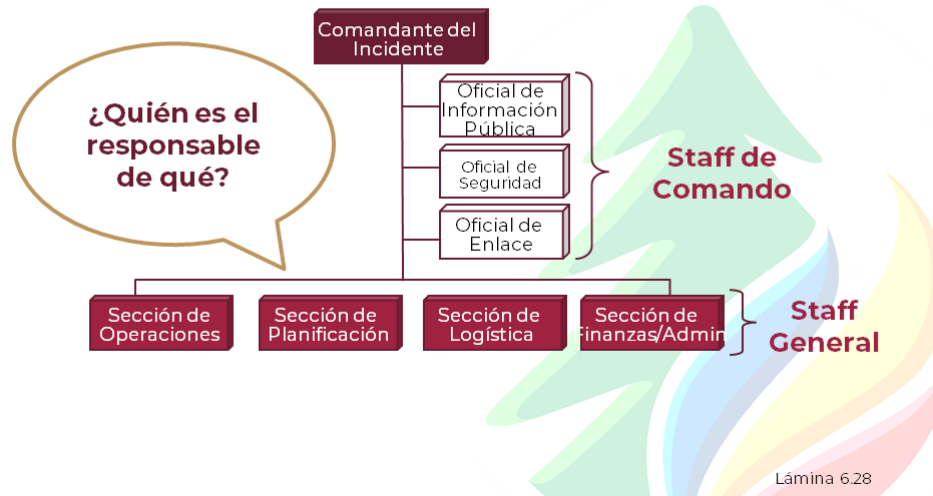 Comandante del
Incidente
¿Quién es el
responsable
de qué?
Oficial de
Información
Pública
Oficial de
Seguridad
Oficial de
Enlace
Staff de
Comando
Sección de
Operaciones
Sección de
Planificación
Sección de
Logística
Sección de
Finanzas/Admin
Staff
General
Lámina 6.28